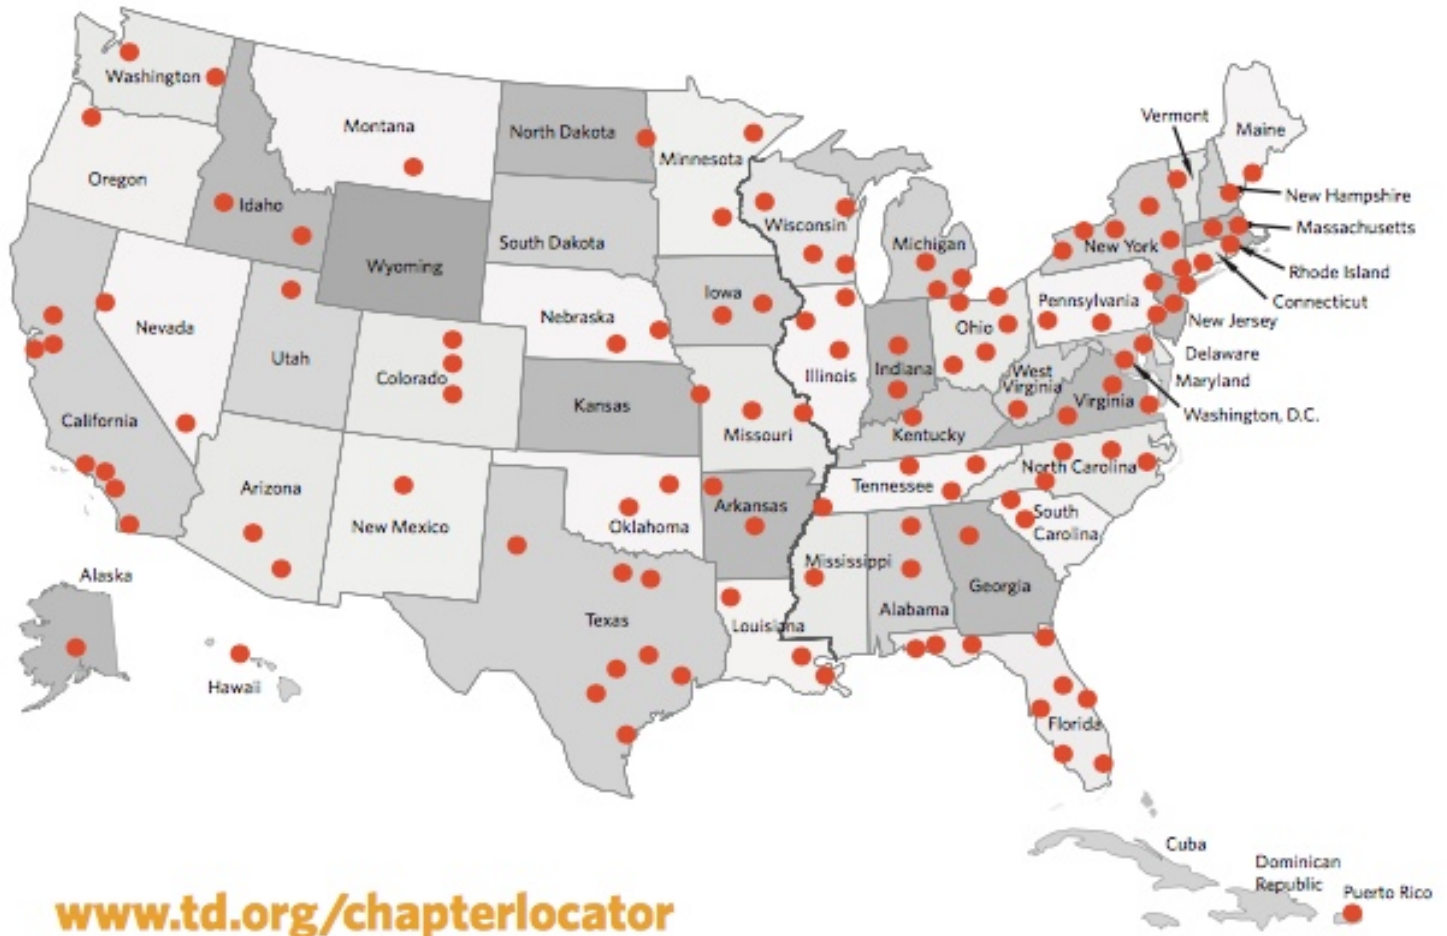 Washington
Montana
North Dakota
Minnesota
Vermont
Maine
Oregon
Idaho
Wisconsin
New Hampshire
Massachusetts
Michigan
New York
South Dakota
Wyoming
Rhode Island
Connecticut
Iowa
Pennsylvania
Nebraska
Nevada
Ohio
New Jersey
Utah
Colorado
Illinois
Indiana
Delaware
West
Virginia
Maryland
Kansas
Virginia
Washington, D.C.
California
Missouri
Kentucky
North Carolina
Arizona
Tennessee
New Mexico
Oklahoma
Arkansas
South
Carolina
Mississippi
Alaska
Georgia
Texas
Louisiana
Alabama
Hawaii
Florida
Cuba
Dominican
Republic
Puerto Rico
www.td.org/chapterlocator